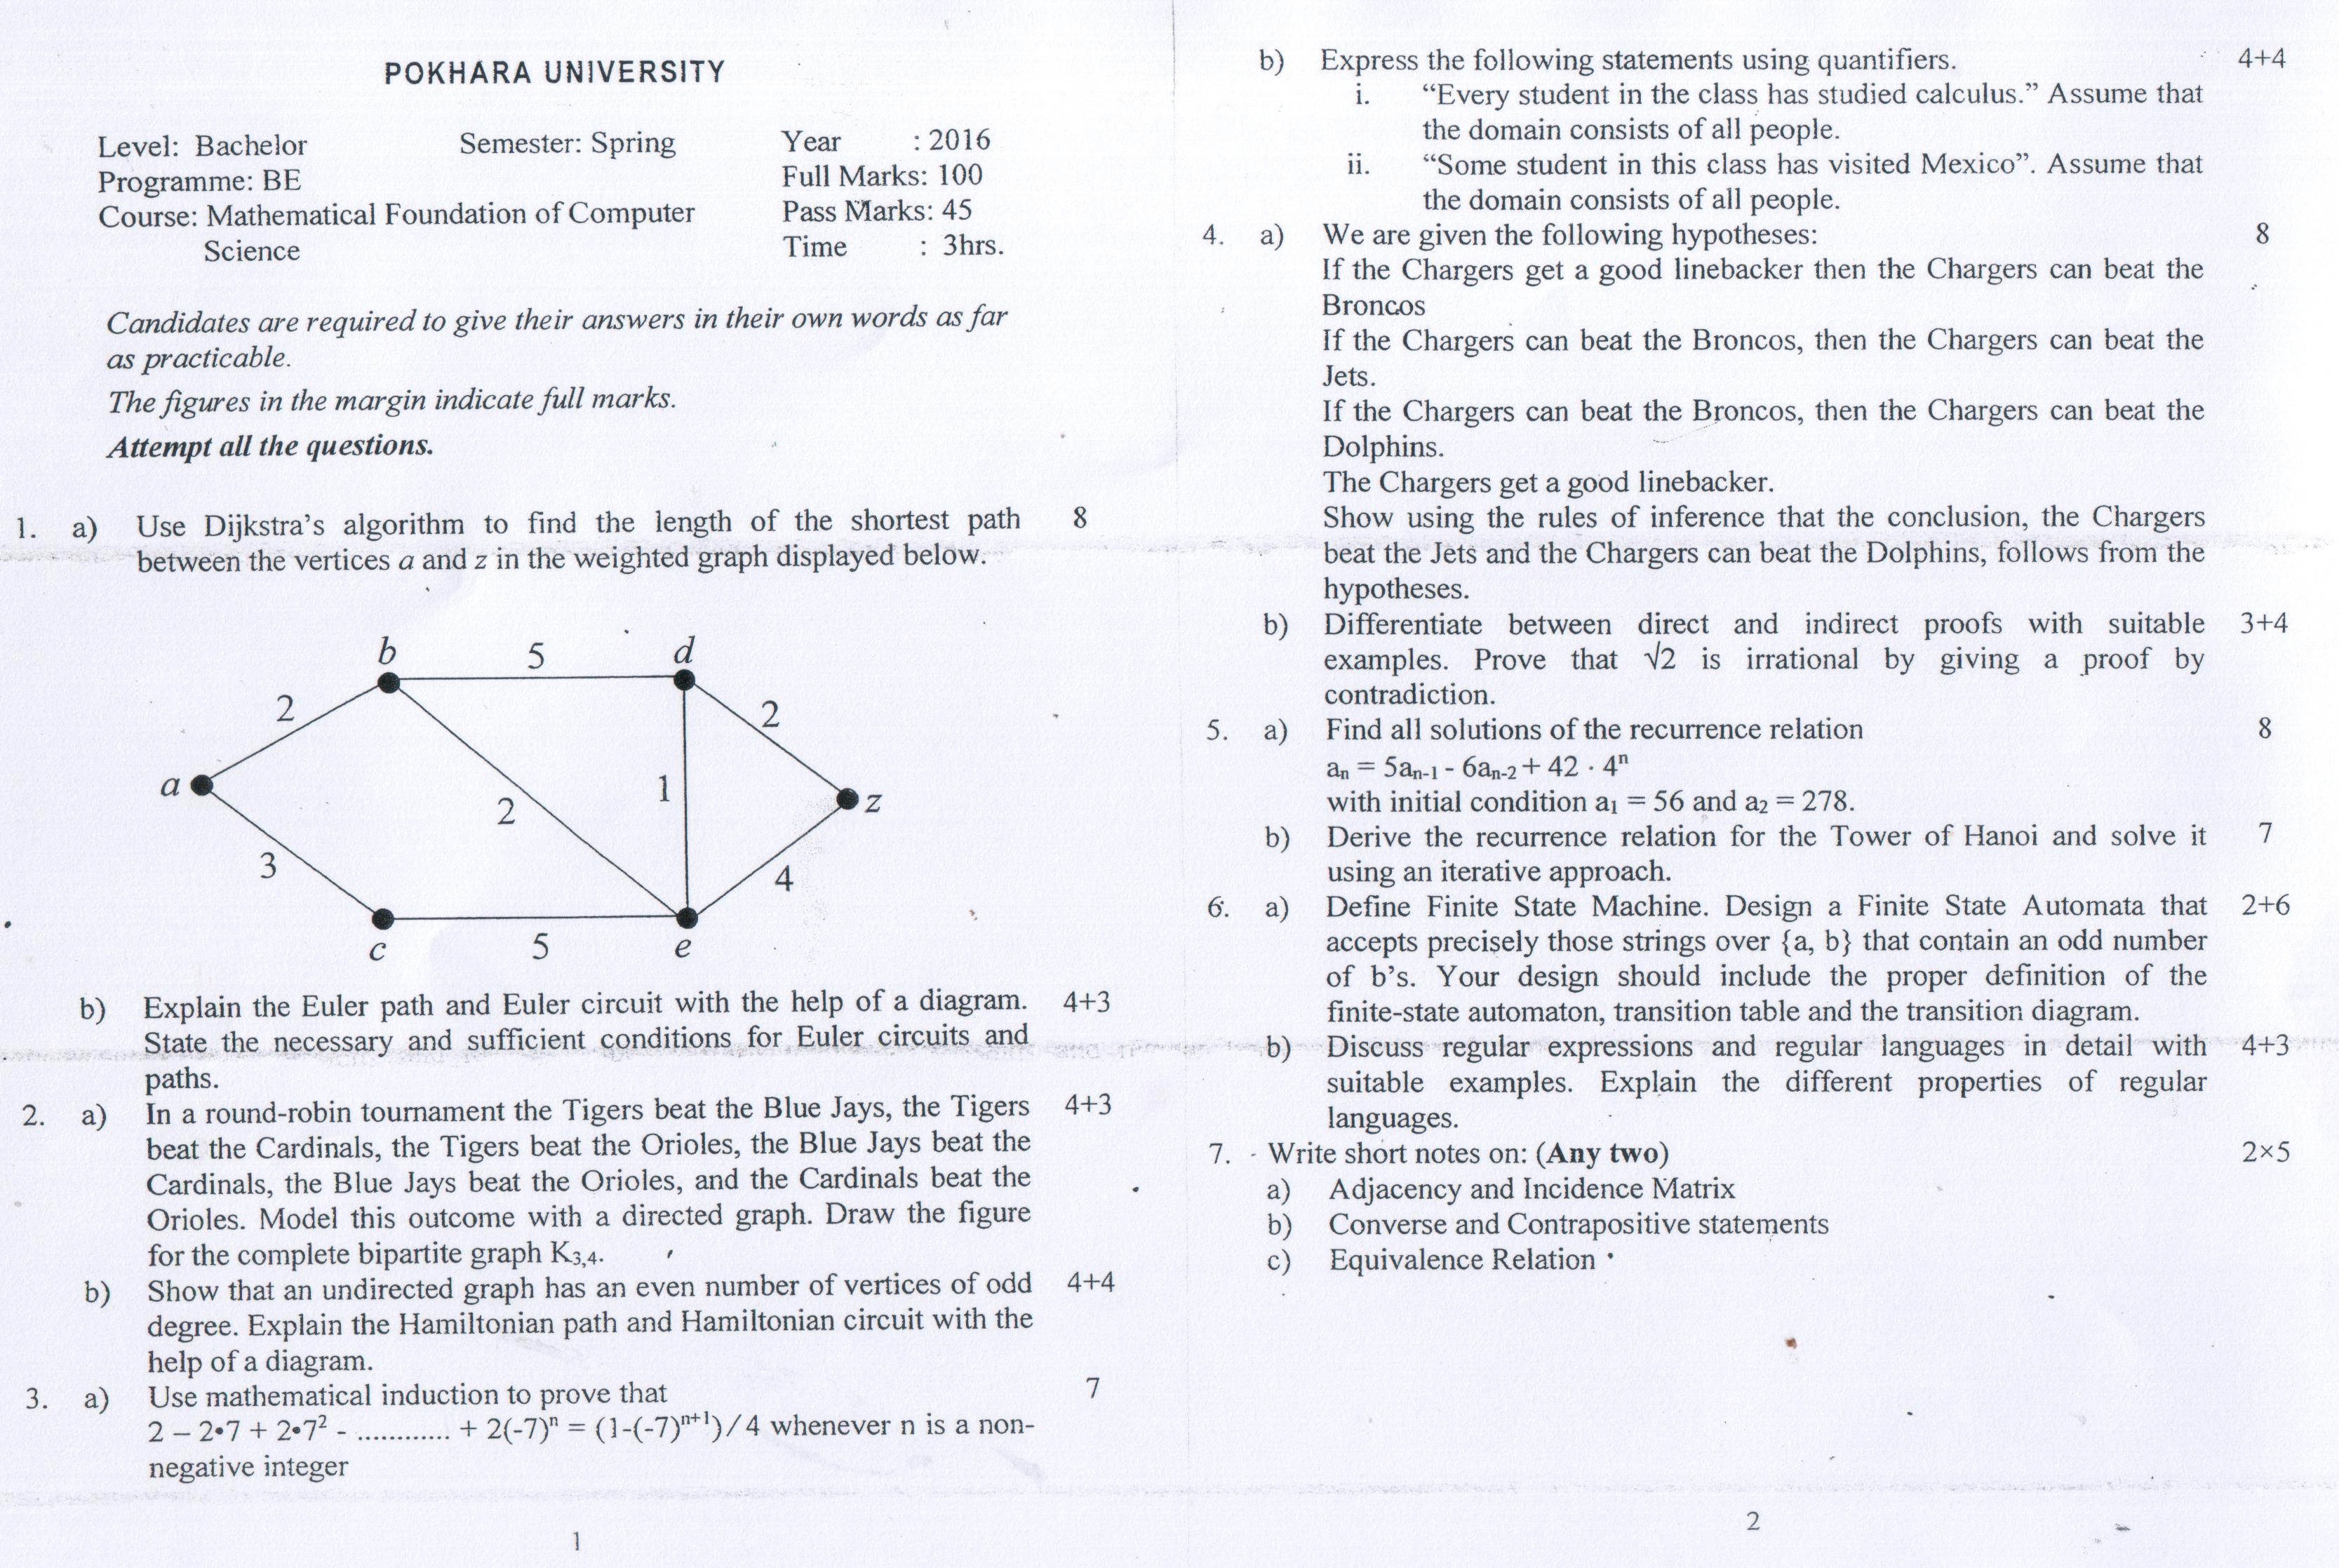 POKHARA UNIVERSITY
Level: Bachelor Semester: Spring Year : 2016
Programme: BE Full Marks: 100
Course: Mathematical Foundation of Computer Pass Marks: 45
Science Time : 3hrs.
Candidates are required to give their answers in their own words as far
as practicable.
The figures in the margin indicate full marks.
Attempt all the questions.
1. a) Use Dijkstra's algorithm to find the length of the shortest path 8
between the vertices a and z in the weighted graph displayed below.
b 5 d
2 2
a 2 1 z
3 4
c 5 e
b) Explain the Euler path and Euler circuit with the help of a diagram. 4+3
State the necessary and sufficient conditions for Euler circuits and
paths.
2. a) In a round-robin tournament the Tigers beat the Blue Jays, the Tigers 4+3
beat the Cardinals, the Tigers beat the Orioles, the Blue Jays beat the
Cardinals, the Blue Jays beat the Orioles, and the Cardinals beat the
Orioles. Model this outcome with a directed graph. Draw the figure
for the complete bipartite graph K₃,₄.
b) Show that an undirected graph has an even number of vertices of odd 4+4
degree. Explain the Hamiltonian path and Hamiltonian circuit with the
help of a diagram.
3. a) Use mathematical induction to prove that 7
2 – 2•7 + 2•7² - ............ + 2(-7)ⁿ = (1-(-7)ⁿ⁺¹)/4 whenever n is a non-
negative integer
1
b) Express the following statements using quantifiers. 4+4
i. “Every student in the class has studied calculus.” Assume that
the domain consists of all people.
ii. “Some student in this class has visited Mexico”. Assume that
the domain consists of all people.
4. a) We are given the following hypotheses: 8
If the Chargers get a good linebacker then the Chargers can beat the
Broncos
If the Chargers can beat the Broncos, then the Chargers can beat the
Jets.
If the Chargers can beat the Broncos, then the Chargers can beat the
Dolphins.
The Chargers get a good linebacker.
Show using the rules of inference that the conclusion, the Chargers
beat the Jets and the Chargers can beat the Dolphins, follows from the
hypotheses.
b) Differentiate between direct and indirect proofs with suitable 3+4
examples. Prove that √2 is irrational by giving a proof by
contradiction.
5. a) Find all solutions of the recurrence relation 8
aₙ = 5aₙ₋₁ - 6aₙ₋₂ + 42 · 4ⁿ
with initial condition a₁ = 56 and a₂ = 278.
b) Derive the recurrence relation for the Tower of Hanoi and solve it 7
using an iterative approach.
6. a) Define Finite State Machine. Design a Finite State Automata that 2+6
accepts precisely those strings over {a, b} that contain an odd number
of b's. Your design should include the proper definition of the
finite-state automaton, transition table and the transition diagram.
b) Discuss regular expressions and regular languages in detail with 4+3
suitable examples. Explain the different properties of regular
languages.
7. Write short notes on: (Any two) 2×5
a) Adjacency and Incidence Matrix
b) Converse and Contrapositive statements
c) Equivalence Relation
2